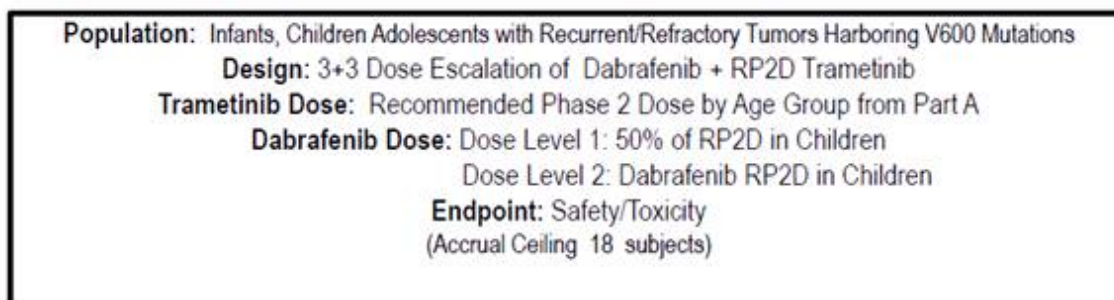 Population: Infants, Children Adolescents with Recurrent/Refractory Tumors Harboring V600 Mutations
Design: 3+3 Dose Escalation of Dabrafenib + RP2D Trametinib
Trametinib Dose: Recommended Phase 2 Dose by Age Group from Part A
Dabrafenib Dose: Dose Level 1: 50% of RP2D in Children
Dose Level 2: Dabrafenib RP2D in Children
Endpoint: Safety/Toxicity
(Accrual Ceiling 18 subjects)